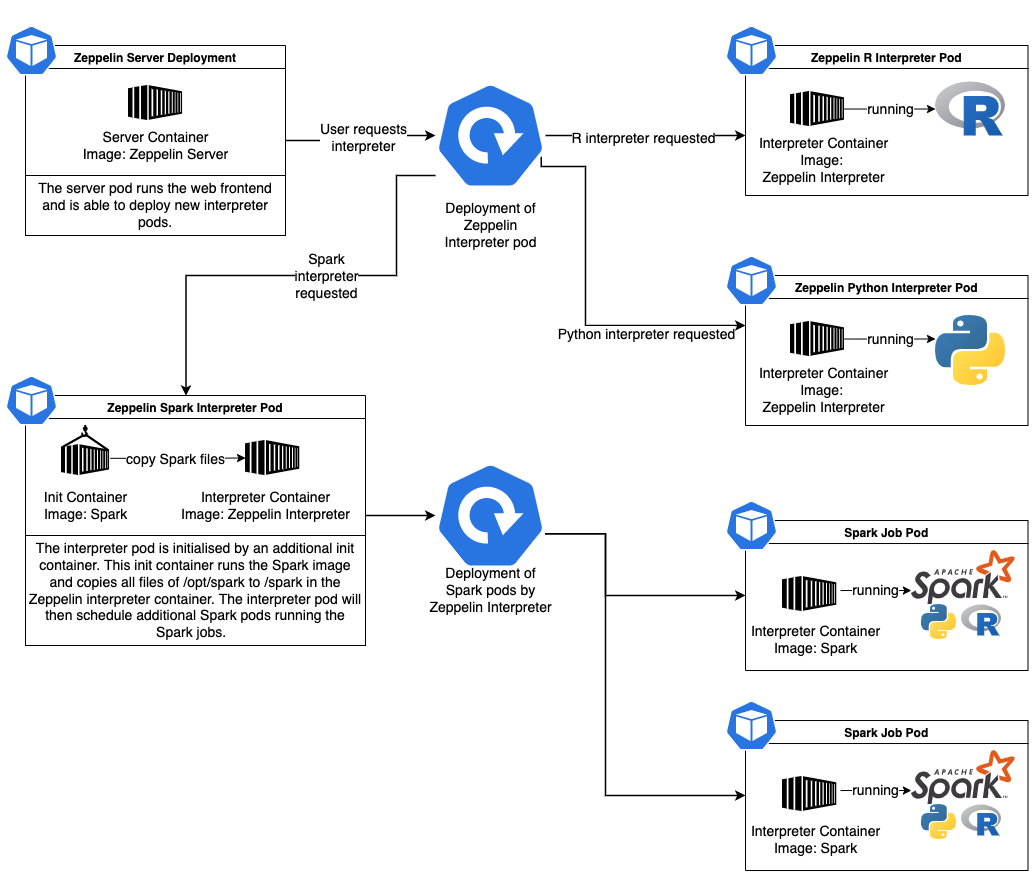 Zeppelin Server Deployment
Server Container
Image: Zeppelin Server
The server pod runs the web frontend
and is able to deploy new interpreter
pods.
User requests
interpreter
Deployment of
Zeppelin
Interpreter pod
R interpreter requested
Zeppelin R Interpreter Pod
running
R
Interpreter Container
Image:
Zeppelin Interpreter
Spark
interpreter
requested
Python interpreter requested
Zeppelin Python Interpreter Pod
running
Interpreter Container
Image:
Zeppelin Interpreter
Zeppelin Spark Interpreter Pod
copy Spark files
Init Container
Image: Spark
Interpreter Container
Image: Zeppelin Interpreter
The interpreter pod is initialised by an additional init
container. This init container runs the Spark image
and copies all files of /opt/spark to /spark in the
Zeppelin interpreter container. The interpreter pod will
then schedule additional Spark pods running the
Spark jobs.
Deployment of
Spark pods by
Zeppelin Interpreter
Spark Job Pod
running
APACHE
Spark™
R
Interpreter Container
Image: Spark
Spark Job Pod
running
APACHE
Spark™
R
Interpreter Container
Image: Spark